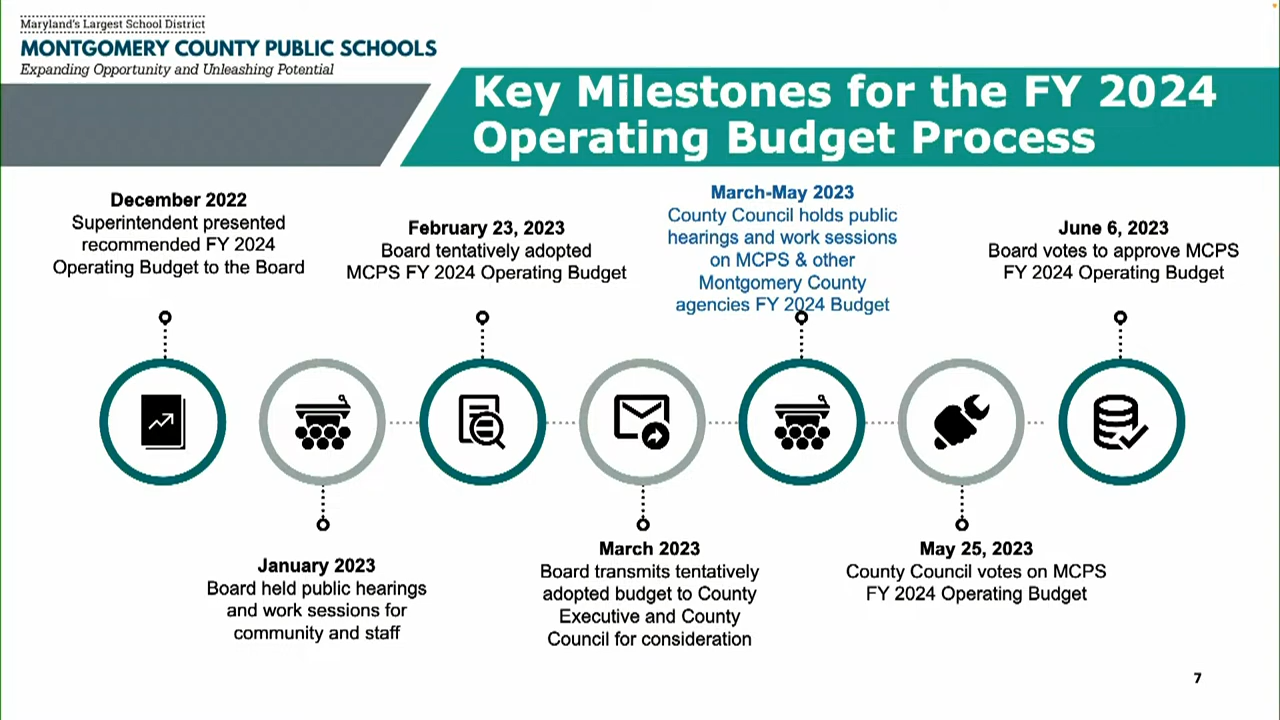 Maryland's Largest School District
MONTGOMERY COUNTY PUBLIC SCHOOLS
Expanding Opportunity and Unleashing Potential
Key Milestones for the FY 2024
Operating Budget Process
December 2022
Superintendent presented
recommended FY 2024
Operating Budget to the Board
February 23, 2023
Board tentatively adopted
MCPS FY 2024 Operating Budget
March-May 2023
County Council holds public
hearings and work sessions
on MCPS & other
Montgomery County
agencies FY 2024 Budget
June 6, 2023
Board votes to approve MCPS
FY 2024 Operating Budget
January 2023
Board held public hearings
and work sessions for
community and staff
March 2023
Board transmits tentatively
adopted budget to County
Executive and County
Council for consideration
May 25, 2023
County Council votes on MCPS
FY 2024 Operating Budget
7